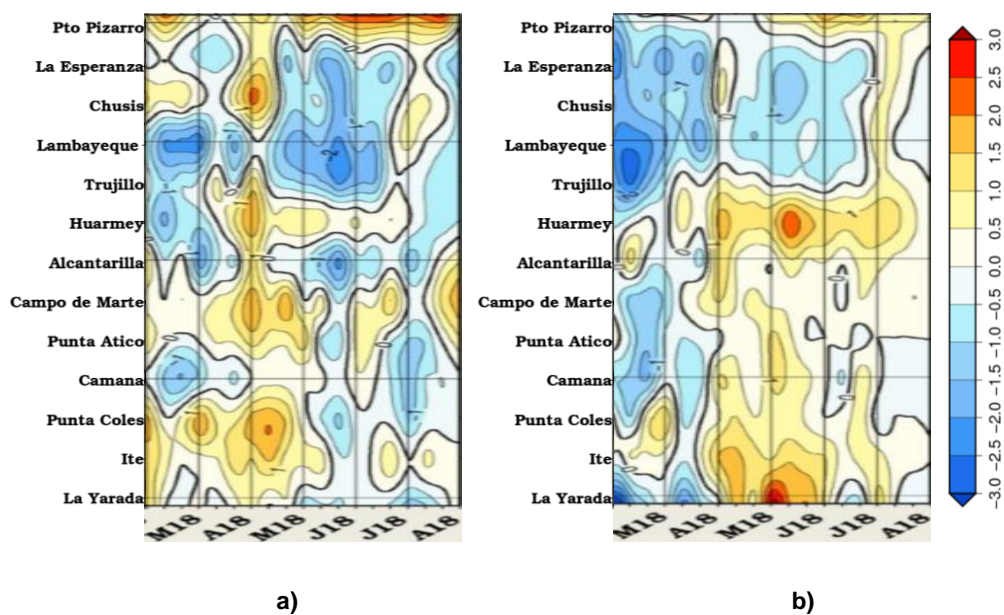 Pto Pizarro
La Esperanza
Chusis
Lambayeque
Trujillo
Huarmey
Alcantarilla
Campo de Marte
Punta Atico
Camana
Punta Coles
Ite
La Yarada
M18 A18 M18 J18 J18 A18
a)
Pto Pizarro
La Esperanza
Chusis
Lambayeque
Trujillo
Huarmey
Alcantarilla
Campo de Marte
Punta Atico
Camana
Punta Coles
Ite
La Yarada
M18 A18 M18 J18 J18 A18
b)
3.0
2.5
2.0
1.5
1.0
0.5
0.0
−0.5
−1.0
−1.5
−2.0
−2.5
−3.0